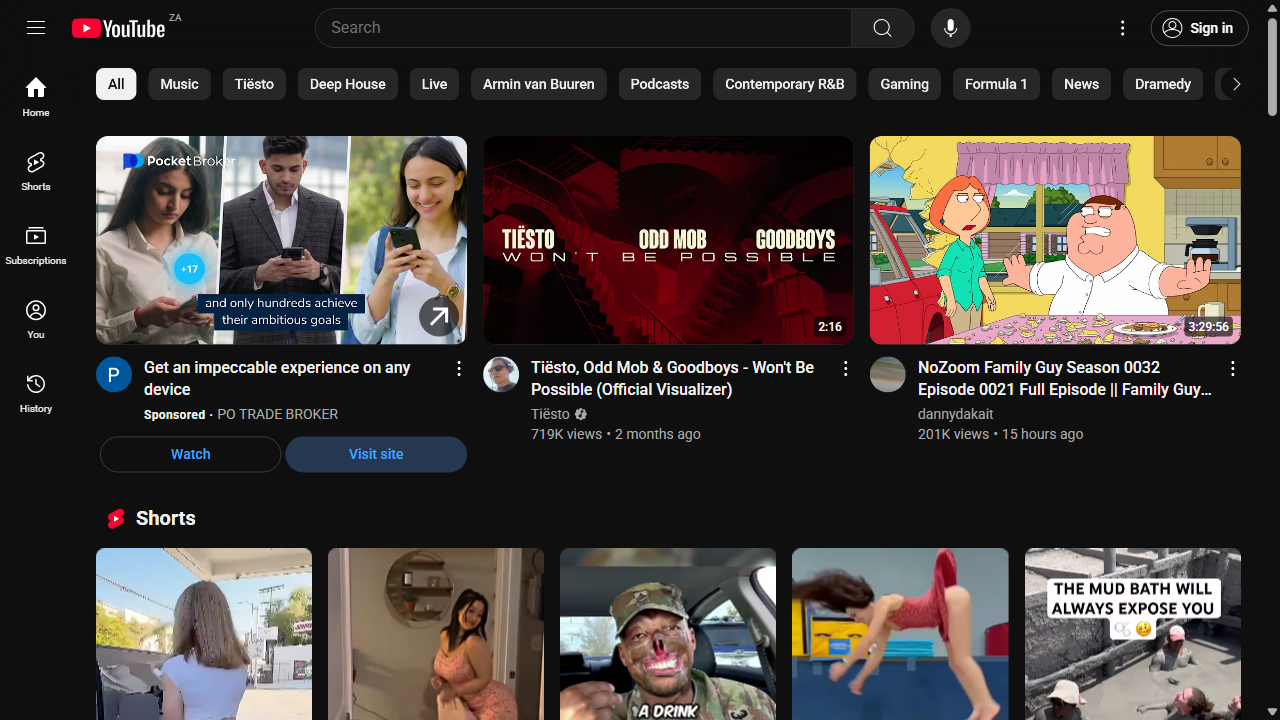 YouTube ZA
Search
Sign in
All
Music
Tiësto
Deep House
Live
Armin van Buuren
Podcasts
Contemporary R&B
Gaming
Formula 1
News
Dramedy
Home
Shorts
Subscriptions
You
History
PocketBroker
+17
and only hundreds achieve
their ambitious goals
TIËSTO ODD MOB GOODBOYS
WON'T BE POSSIBLE
2:16
3:29:56
P
Get an impeccable experience on any
device
Sponsored · PO TRADE BROKER
Watch
Visit site
Tiësto, Odd Mob & Goodboys - Won't Be
Possible (Official Visualizer)
Tiësto
719K views • 2 months ago
NoZoom Family Guy Season 0032
Episode 0021 Full Episode || Family Guy...
dannydakait
201K views • 15 hours ago
Shorts
A DRINK
THE MUD BATH WILL
ALWAYS EXPOSE YOU